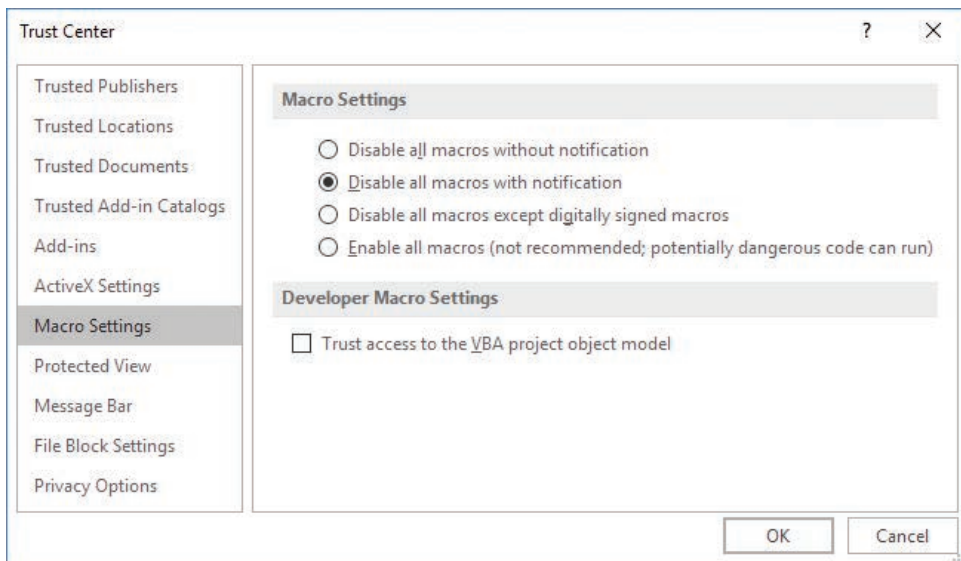 Trust Center
?
Trusted Publishers
Trusted Locations
Trusted Documents
Trusted Add-in Catalogs
Add-ins
ActiveX Settings
Macro Settings
Protected View
Message Bar
File Block Settings
Privacy Options
Macro Settings
Disable all macros without notification
Disable all macros with notification
Disable all macros except digitally signed macros
Enable all macros (not recommended; potentially dangerous code can run)
Developer Macro Settings
Trust access to the VBA project object model
OK
Cancel